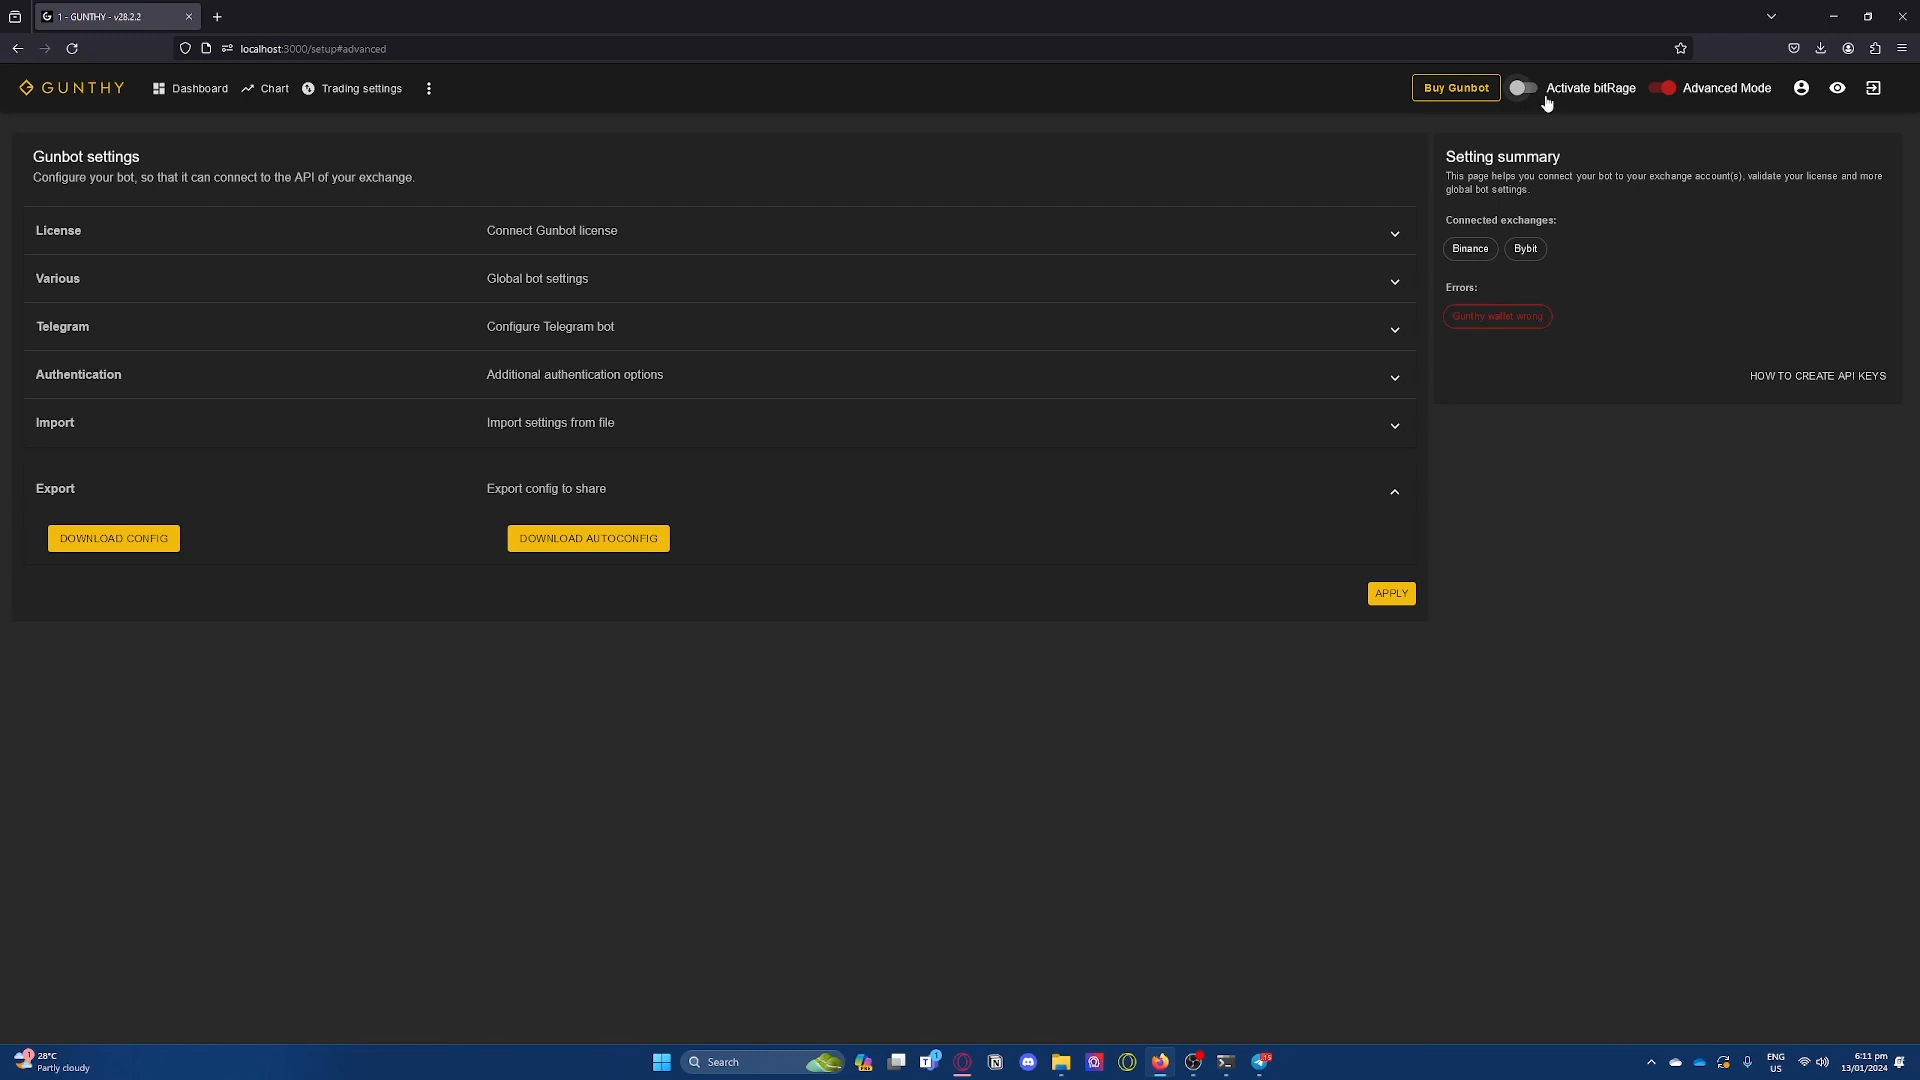 1 - GUNTHY - v28.2.2
localhost:3000/setup#advanced
GUNTHY
Dashboard
Chart
Trading settings
Buy Gunbot
Activate bitRage
Advanced Mode
Gunbot settings
Configure your bot, so that it can connect to the API of your exchange.
License
Connect Gunbot license
Various
Global bot settings
Telegram
Configure Telegram bot
Authentication
Additional authentication options
Import
Import settings from file
Export
Export config to share
DOWNLOAD CONFIG
DOWNLOAD AUTOCONFIG
APPLY
Setting summary
This page helps you connect your bot to your exchange account(s), validate your license and more
global bot settings.
Connected exchanges:
Binance
Bybit
Errors:
Gunthy wallet wrong
HOW TO CREATE API KEYS
1
28°C
Partly cloudy
Search
1
ENG
US
6:11 pm
13/01/2024